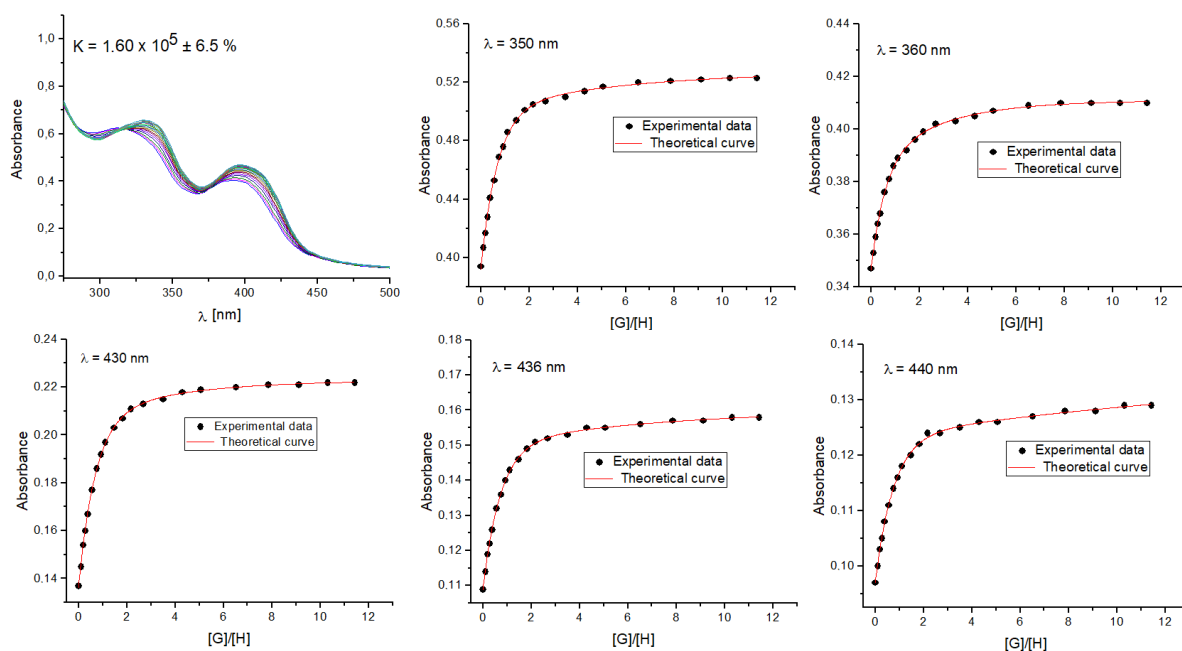 K = 1.60 x 10^5 ± 6.5 %
Absorbance
1,0
0,8
0,6
0,4
0,2
0,0
300 350 400 450 500
λ [nm]
λ = 350 nm
Absorbance
0.56
0.52
0.48
0.44
0.40
Experimental data
Theoretical curve
0 2 4 6 8 10 12
[G]/[H]
λ = 360 nm
Absorbance
0.44
0.41
0.40
0.38
0.36
0.34
Experimental data
Theoretical curve
0 2 4 6 8 10 12
[G]/[H]
λ = 430 nm
Absorbance
0.24
0.22
0.20
0.18
0.16
0.14
Experimental data
Theoretical curve
0 2 4 6 8 10 12 14
[G]/[H]
λ = 436 nm
Absorbance
0.18
0.17
0.16
0.15
0.14
0.13
0.12
0.11
Experimental data
Theoretical curve
0 2 4 6 8 10 12
[G]/[H]
λ = 440 nm
Absorbance
0.14
0.13
0.12
0.11
0.10
Experimental data
Theoretical curve
0 2 4 6 8 10 12
[G]/[H]